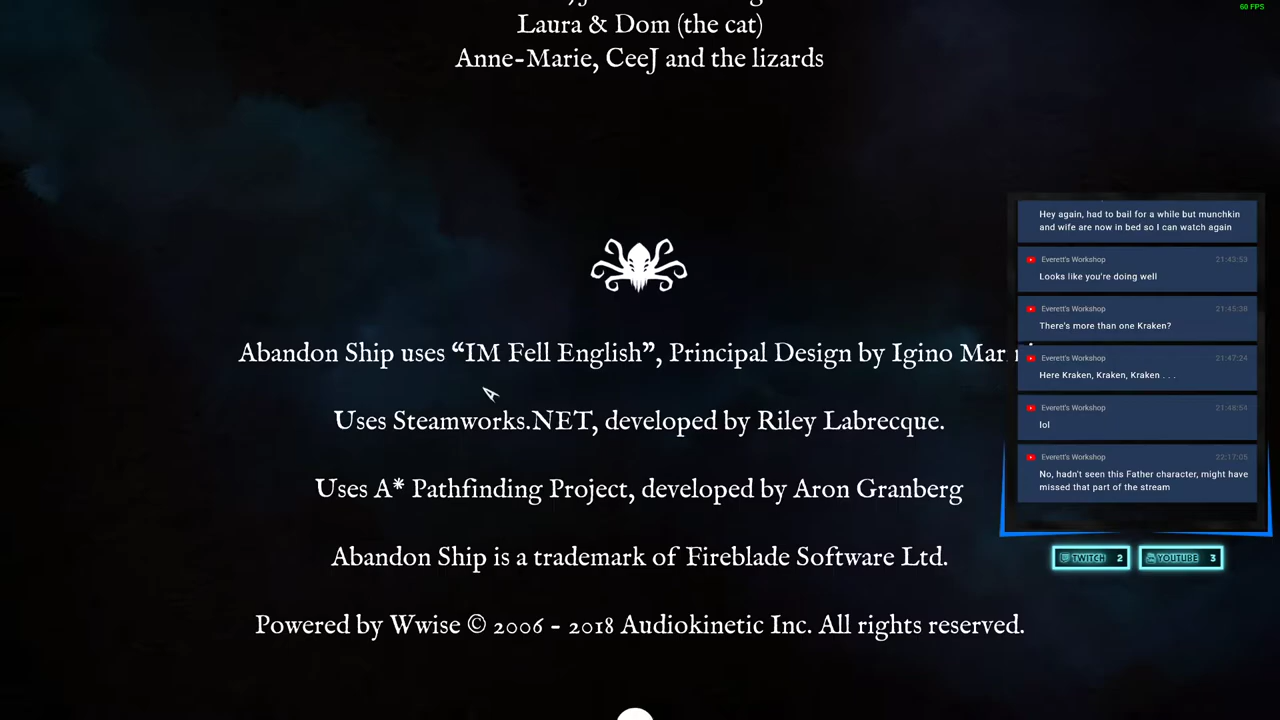 60 FPS
Laura & Dom (the cat)
Anne-Marie, CeeJ and the lizards
Abandon Ship uses “IM Fell English”, Principal Design by Igino
Uses Steamworks.NET, developed by Riley Labrecque.
Uses A* Pathfinding Project, developed by Aron Granberg
Abandon Ship is a trademark of Fireblade Software Ltd.
Powered by Wwise © 2006 - 2018 Audiokinetic Inc. All rights reserved.
Hey again, had to bail for a while but munchkin
and wife are now in bed so I can watch again
Everett's Workshop 21:43:53
Looks like you're doing well
Everett's Workshop 21:45:38
There's more than one Kraken?
Everett's Workshop 21:47:24
Here Kraken, Kraken, Kraken . . .
Everett's Workshop 21:48:54
lol
Everett's Workshop 22:17:05
No, hadn't seen this Father character, might have
missed that part of the stream
TWITCH 2
YOUTUBE 3